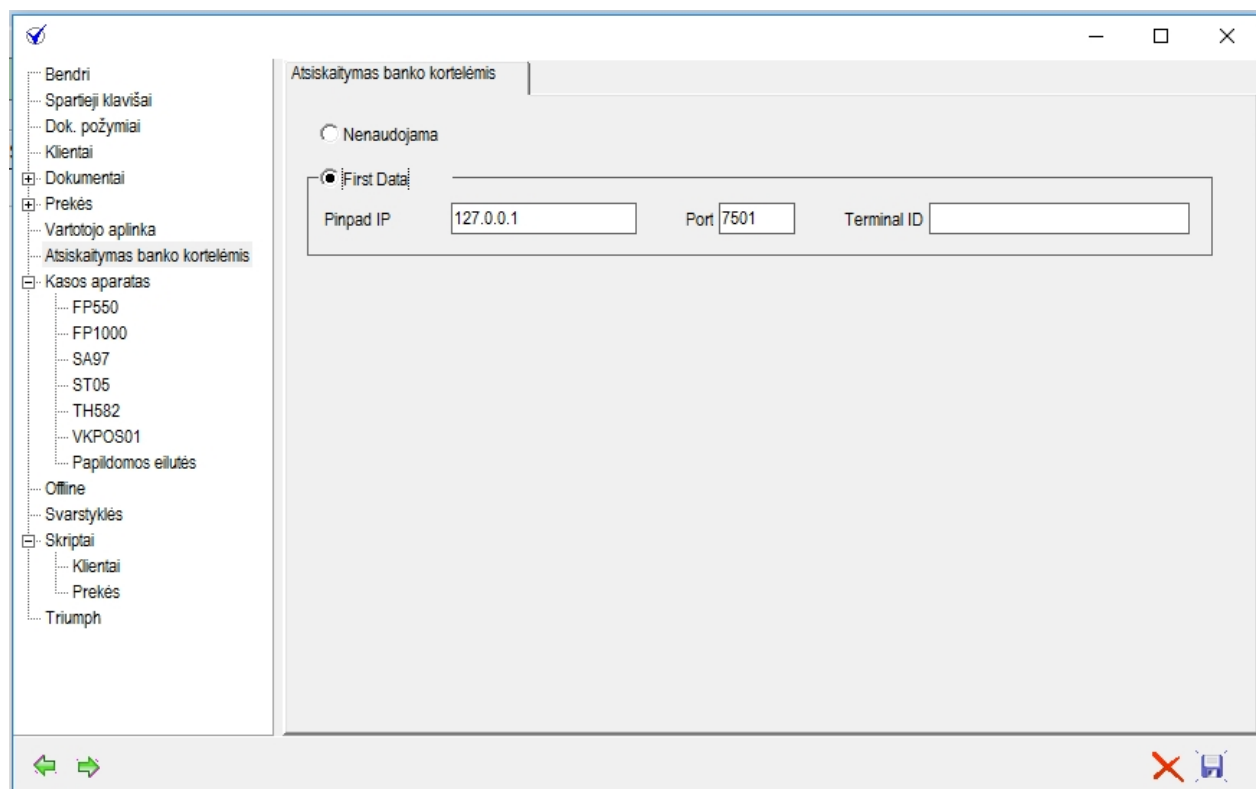 Bendri
Spartieji klavišai
Dok. požymiai
Klientai
Dokumentai
Prekės
Vartotojo aplinka
Atsiskaitymas banko kortelėmis
Kasos aparatas
FP550
FP1000
SA97
ST05
TH582
VKPOS01
Papildomos eilutės
Offline
Svarstyklės
Skriptai
Klientai
Prekės
Triumph
Atsiskaitymas banko kortelėmis
Nenaudojama
First Data
Pinpad IP 127.0.0.1 Port 7501 Terminal ID